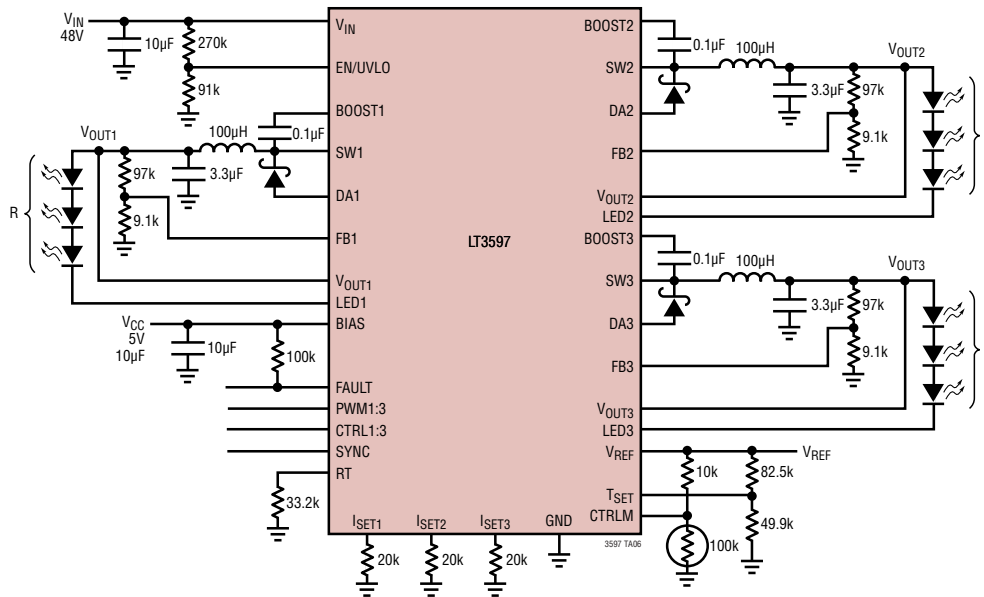 VIN
48V
10µF
270k
91k
VIN
EN/UVLO
BOOST1
SW1
DA1
FB1
VOUT1
LED1
BIAS
FAULT
PWM1:3
CTRL1:3
SYNC
RT
VOUT1
100µH
0.1µF
97k
3.3µF
9.1k
R
VCC
5V
10µF
10µF
100k
33.2k
LT3597
ISET1
ISET2
ISET3
GND
20k
20k
20k
BOOST2
SW2
DA2
FB2
VOUT2
LED2
BOOST3
SW3
DA3
FB3
VOUT3
LED3
VREF
TSET
CTRLM
0.1µF
100µH
VOUT2
3.3µF
97k
9.1k
0.1µF
100µH
VOUT3
3.3µF
97k
9.1k
VREF
10k
82.5k
49.9k
100k
3597 TA06